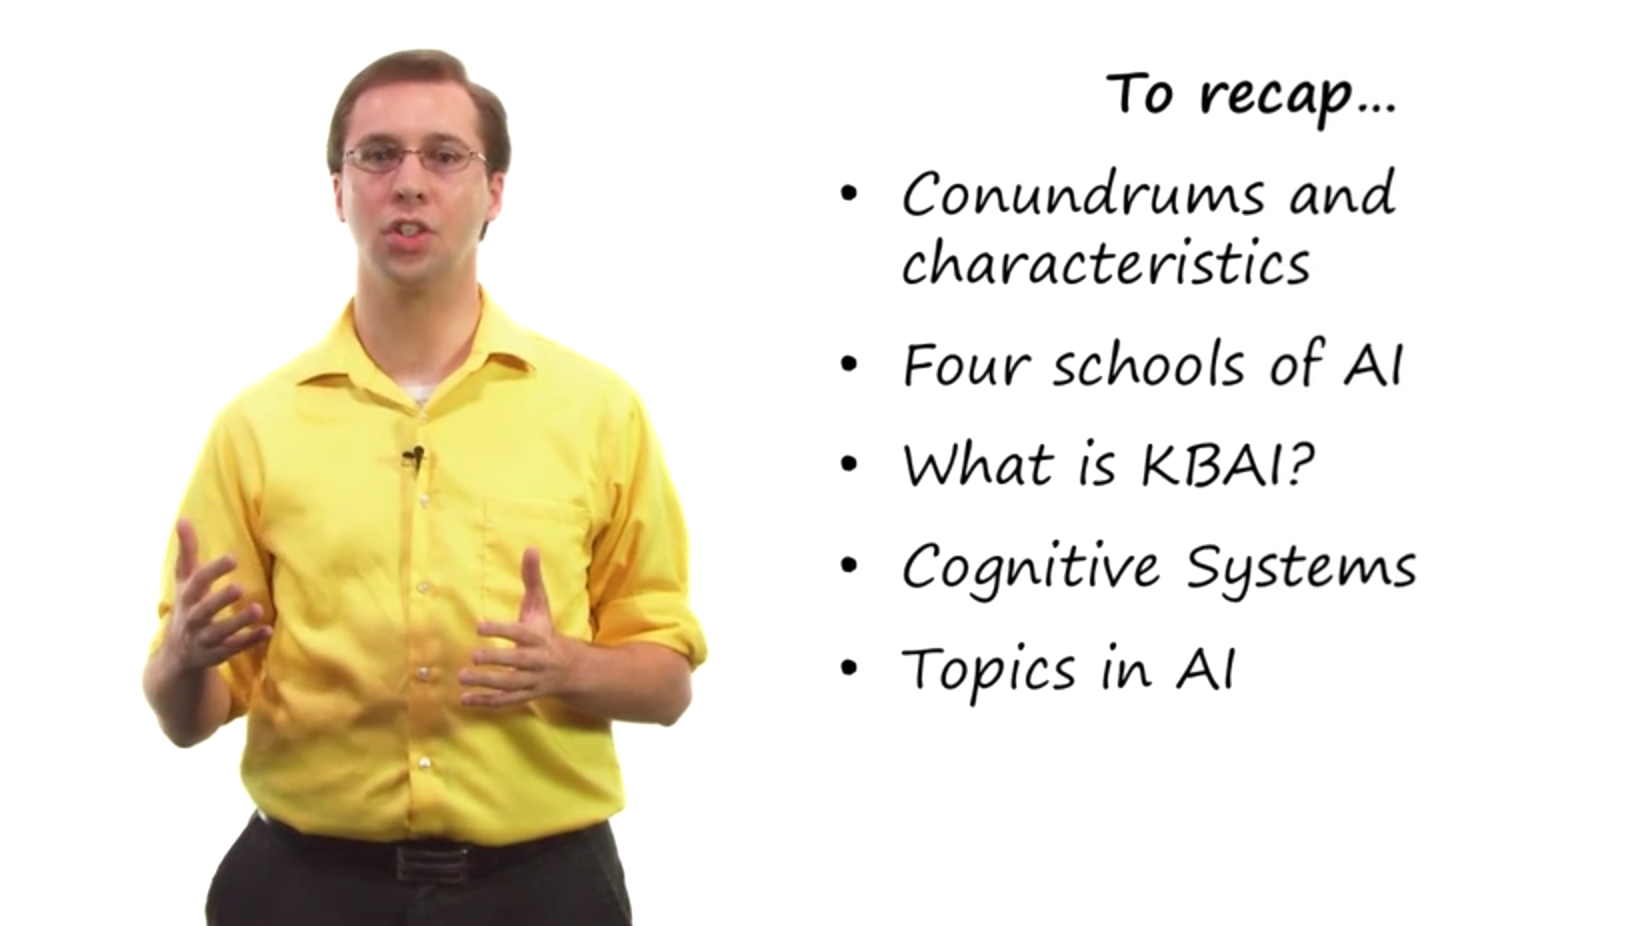 To recap...
• Conundrums and
characteristics
• Four schools of AI
• What is KBAI?
• Cognitive Systems
• Topics in AI